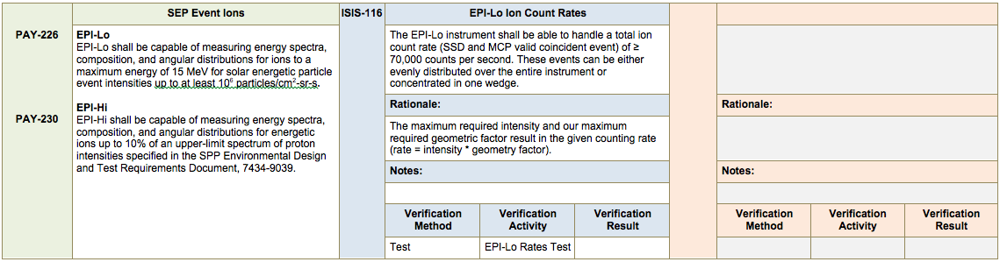 SEP Event Ions
PAY-226
EPI-Lo
EPI-Lo shall be capable of measuring energy spectra,
composition, and angular distributions for ions to a
maximum energy of 15 MeV for solar energetic particle
event intensities up to at least 10⁶ particles/cm²-sr-s.
PAY-230
EPI-Hi
EPI-Hi shall be capable of measuring energy spectra,
composition, and angular distributions for energetic
ions up to 10% of an upper-limit spectrum of proton
intensities specified in the SPP Environmental Design
and Test Requirements Document, 7434-9039.
ISIS-116
EPI-Lo Ion Count Rates
The EPI-Lo instrument shall be able to handle a total ion
count rate (SSD and MCP valid coincident event) of ≥
70,000 counts per second. These events can be either
evenly distributed over the entire instrument or
concentrated in one wedge.
Rationale:
The maximum required intensity and our maximum
required geometric factor result in the given counting rate
(rate = intensity * geometry factor).
Notes:
Verification Method
Verification Activity
Verification Result
Test
EPI-Lo Rates Test
Rationale:
Notes:
Verification Method
Verification Activity
Verification Result